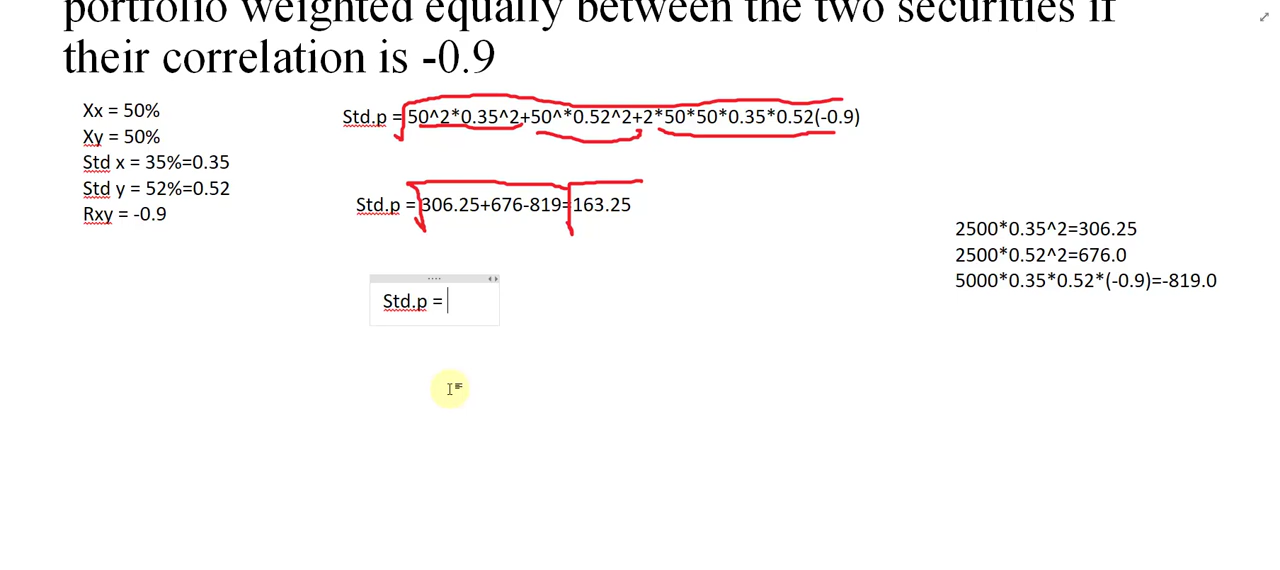 portfolio weighted equally between the two securities if
their correlation is -0.9
Xx = 50%
Xy = 50%
Std x = 35%=0.35
Std y = 52%=0.52
Rxy = -0.9
Std.p = 50^2*0.35^2+50^*0.52^2+2*50*50*0.35*0.52(-0.9)
Std.p = 306.25+676-819=163.25
2500*0.35^2=306.25
2500*0.52^2=676.0
5000*0.35*0.52*(-0.9)=-819.0
Std.p =